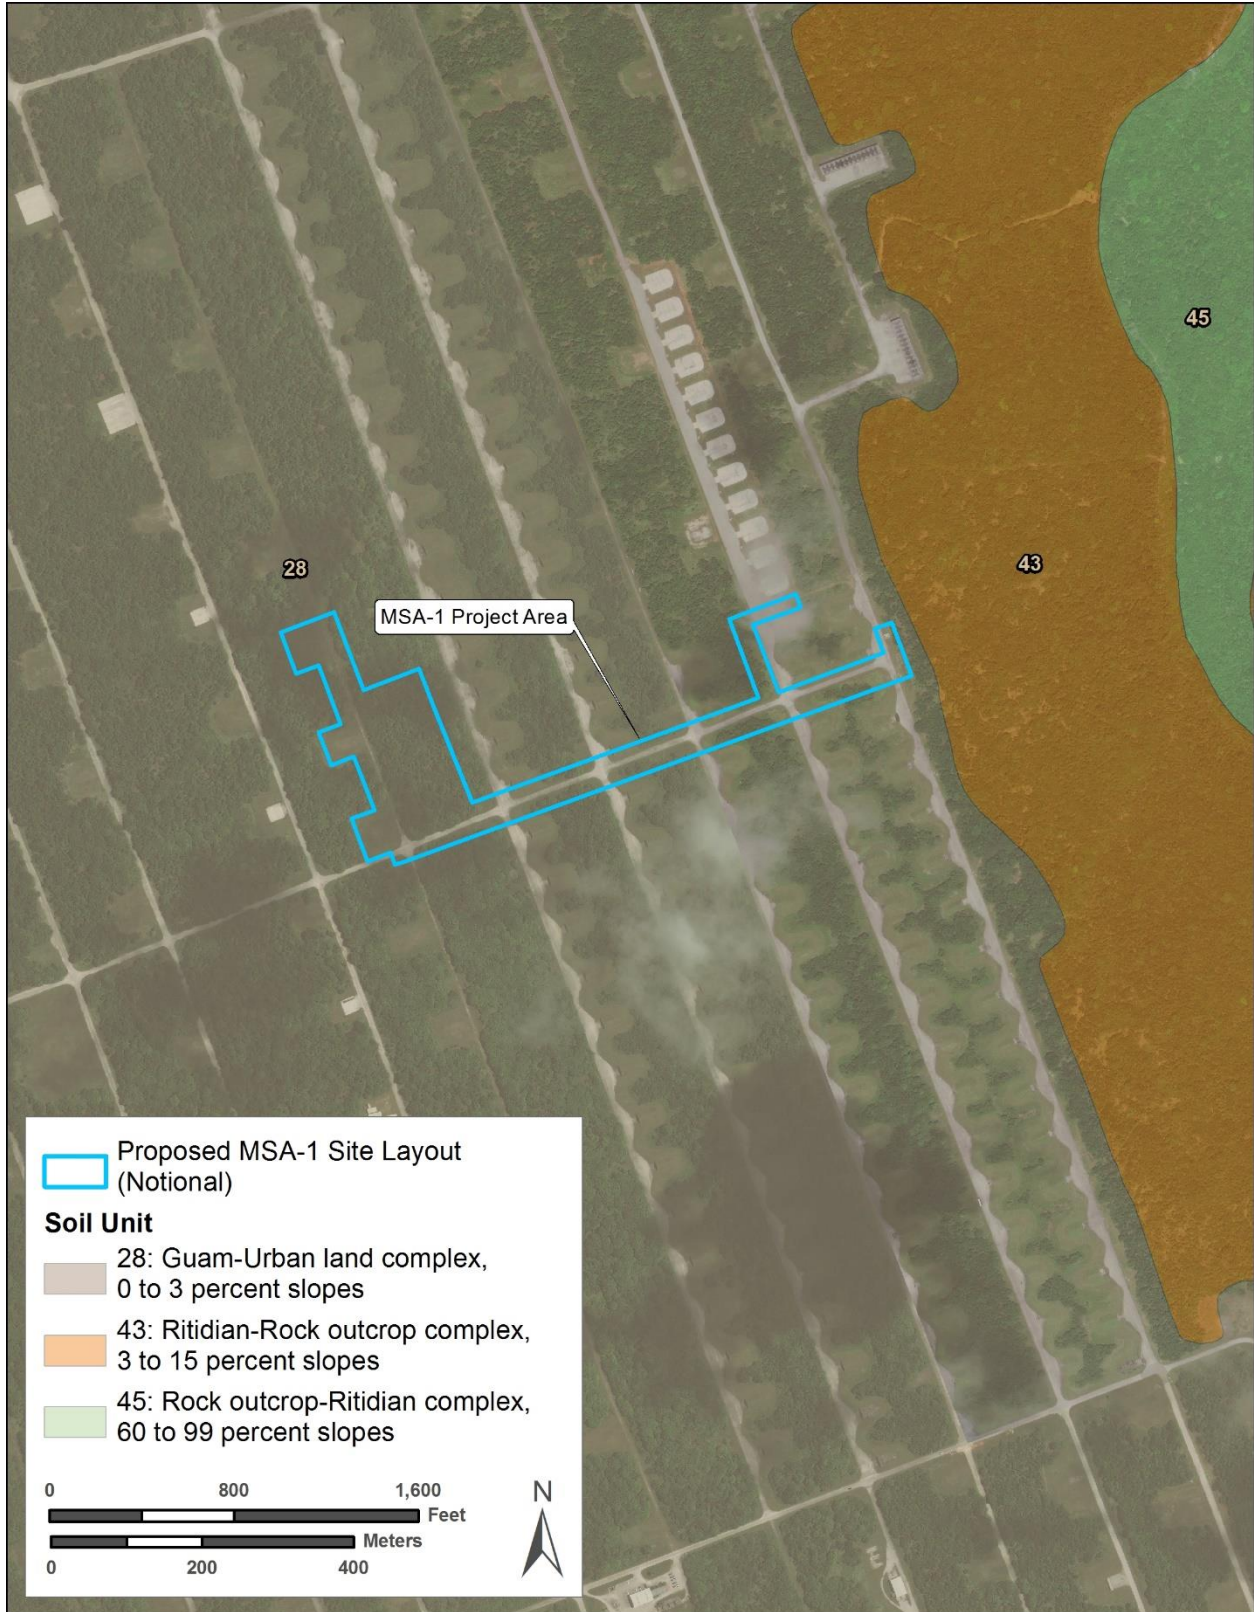 45
43
28
MSA-1 Project Area
Proposed MSA-1 Site Layout
(Notional)
Soil Unit
28: Guam-Urban land complex,
0 to 3 percent slopes
43: Ritidian-Rock outcrop complex,
3 to 15 percent slopes
45: Rock outcrop-Ritidian complex,
60 to 99 percent slopes
0 800 1,600
Feet
Meters
0 200 400
N